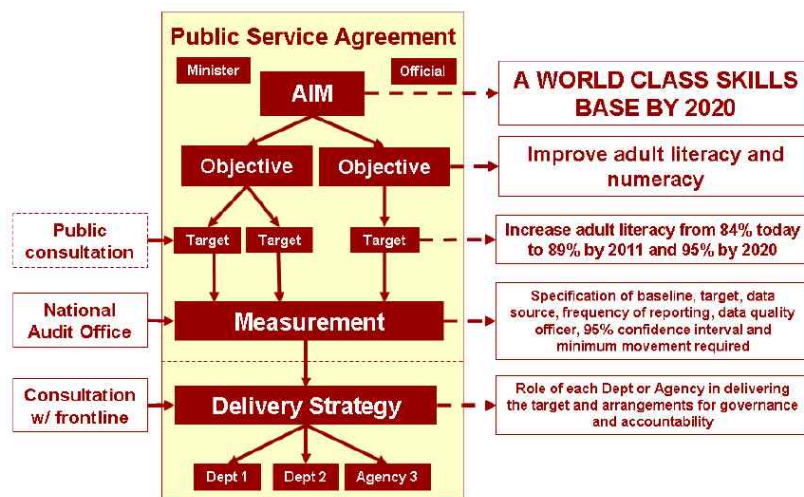 Public Service Agreement
Minister
Official
AIM
A WORLD CLASS SKILLS
BASE BY 2020
Objective
Objective
Improve adult literacy and
numeracy
Public
consultation
Target
Target
Target
Increase adult literacy from 84% today
to 89% by 2011 and 95% by 2020
National
Audit Office
Measurement
Specification of baseline, target, data
source, frequency of reporting, data quality
officer, 95% confidence interval and
minimum movement required
Consultation
w/ frontline
Delivery Strategy
Role of each Dept or Agency in delivering
the target and arrangements for governance
and accountability
Dept 1
Dept 2
Agency 3